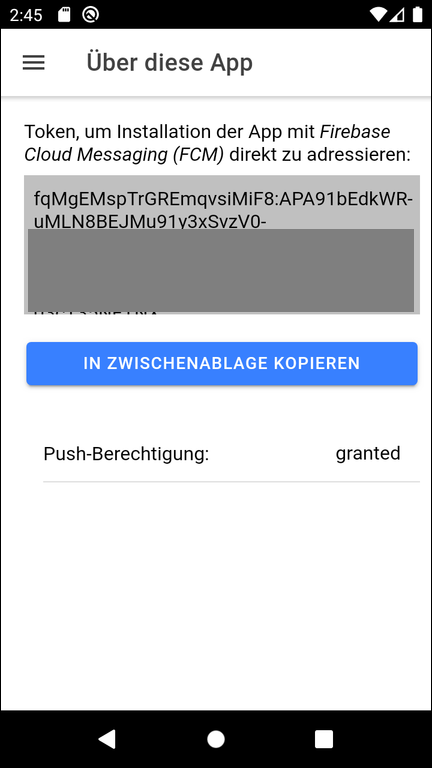 2:45
Über diese App
Token, um Installation der App mit Firebase
Cloud Messaging (FCM) direkt zu adressieren:
fqMgEMspTrGREmqvsiMiF8:APA91bEdkWR-
uMLN8BEJMu91y3xSvzV0-
IN ZWISCHENABLAGE KOPIEREN
Push-Berechtigung:
granted